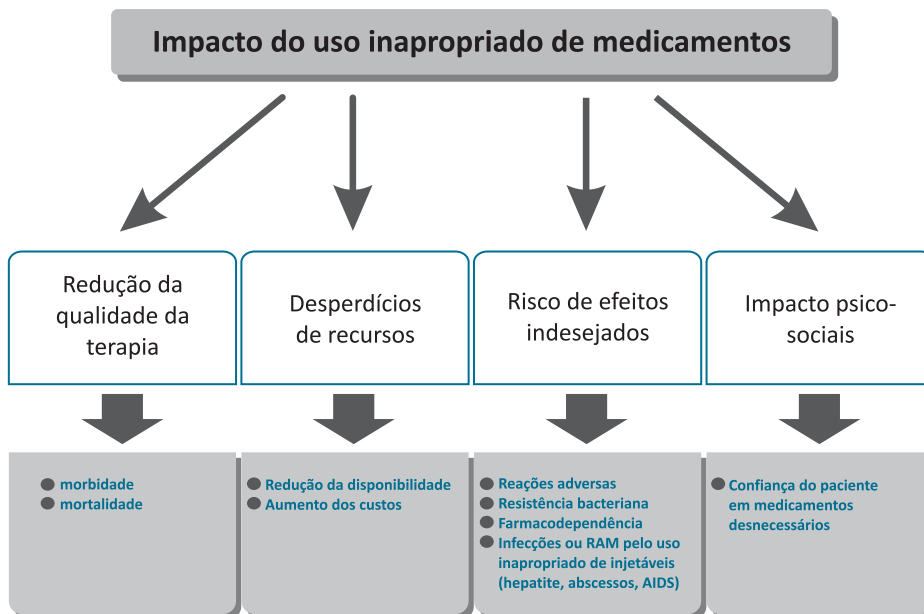 Impacto do uso inapropriado de medicamentos
Redução da
qualidade da
terapia
Desperdícios
de recursos
Risco de efeitos
indesejados
Impacto psico-
sociais
morbidade
mortalidade
Redução da disponibilidade
Aumento dos custos
Reações adversas
Resistência bacteriana
Farmacodependência
Infecções ou RAM pelo uso
inapropriado de injetáveis
(hepatite, abscessos, AIDS)
Confiança do paciente
em medicamentos
desnecessários